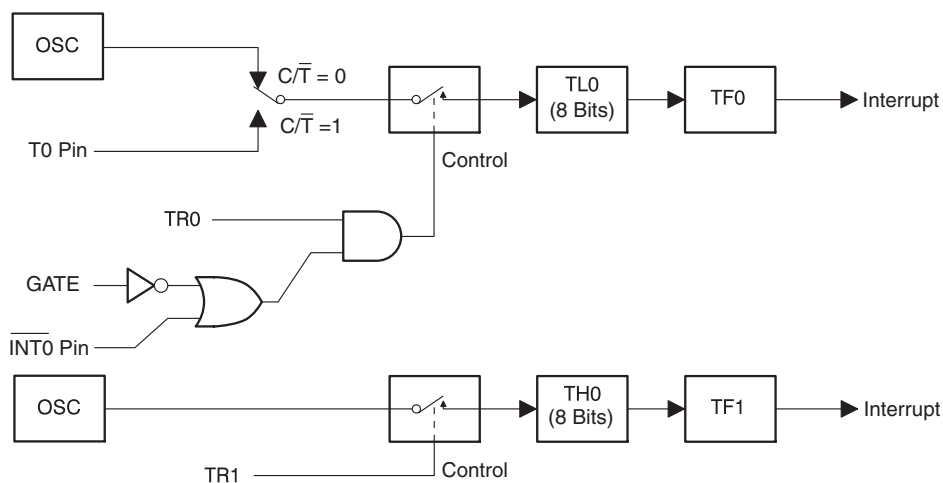 OSC
C/T̅ = 0
C/T̅ =1
T0 Pin
TL0
(8 Bits)
TF0
Interrupt
Control
TR0
GATE
I̅N̅T̅0̅ Pin
OSC
TH0
(8 Bits)
TF1
Interrupt
Control
TR1